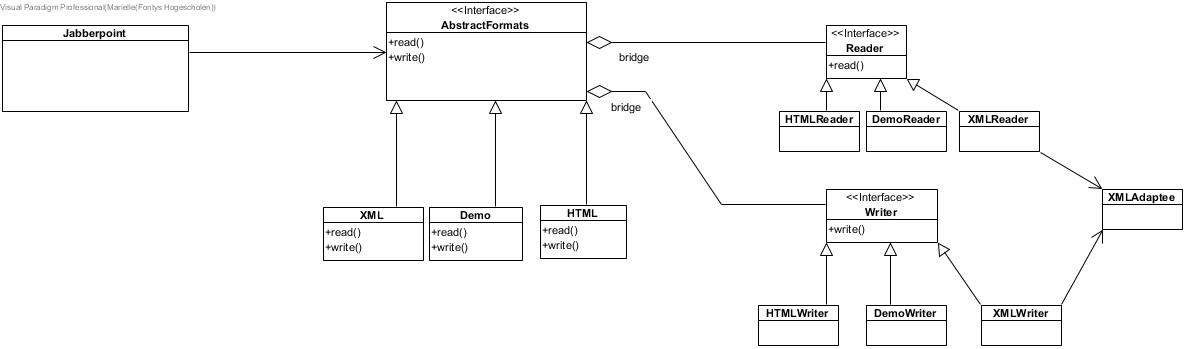 Visual Paradigm Professional(Marielle(Fontys Hogescholen))
Jabberpoint
<<Interface>>
AbstractFormats
+read()
+write()
bridge
bridge
<<Interface>>
Reader
+read()
HTMLReader
DemoReader
XMLReader
XML
+read()
+write()
Demo
+read()
+write()
HTML
+read()
+write()
<<Interface>>
Writer
+write()
XMLAdaptee
HTMLWriter
DemoWriter
XMLWriter